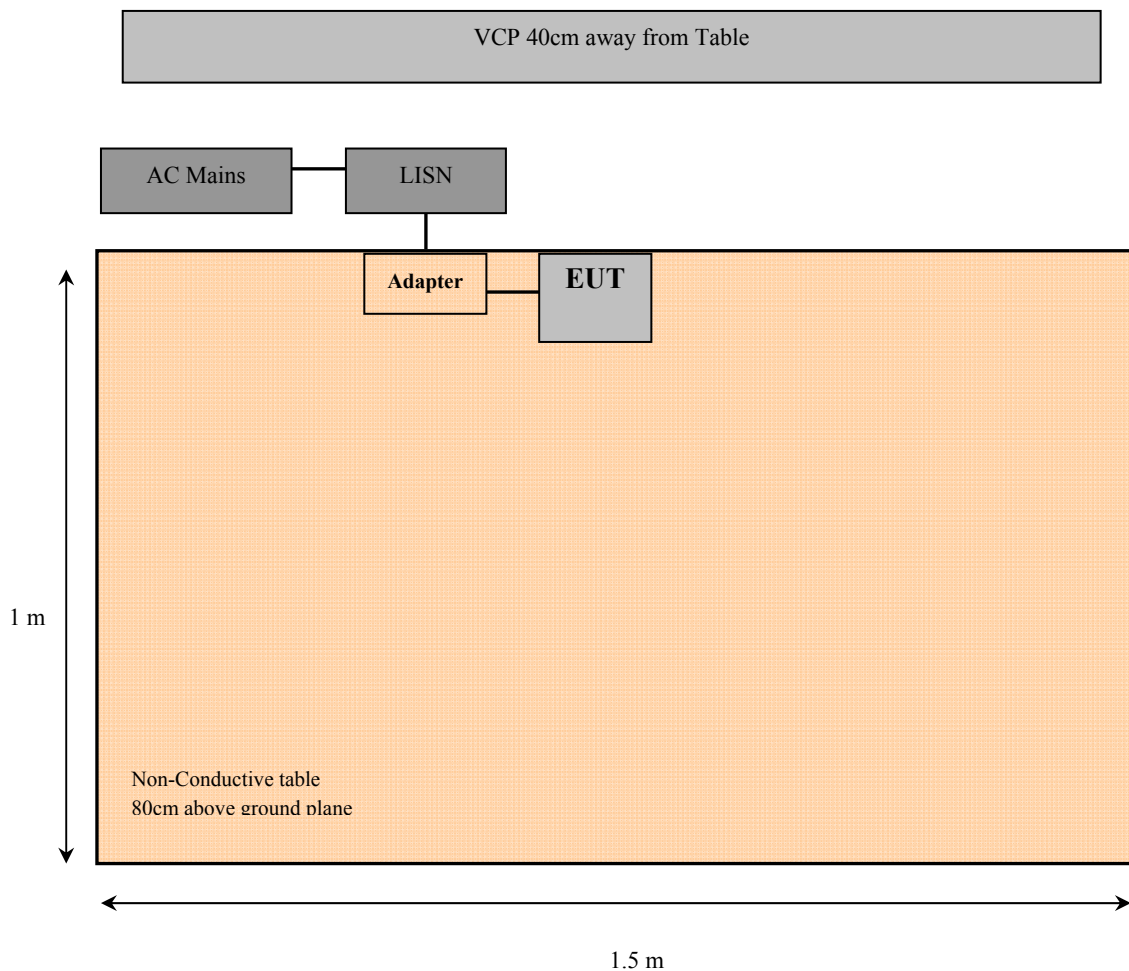 VCP 40cm away from Table
AC Mains
LISN
Adapter
EUT
1 m
Non-Conductive table
80cm above ground plane
1.5 m